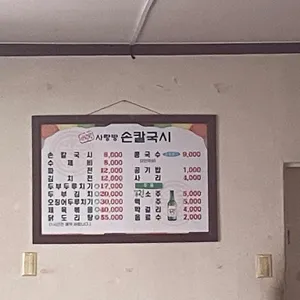 사랑방 손칼국시
손칼국시 8,000
수제비 8,000
파전 12,000
김치전 12,000
두부두루치기 17,000
두부김치 20,000
오징어두루치기 30,000
제육볶음 40,000
닭도리탕 55,000
콩국수 9,000
공기밥 1,000
사리 4,000
소주 5,000
맥주 5,000
막걸리 4,000
음료수 2,000